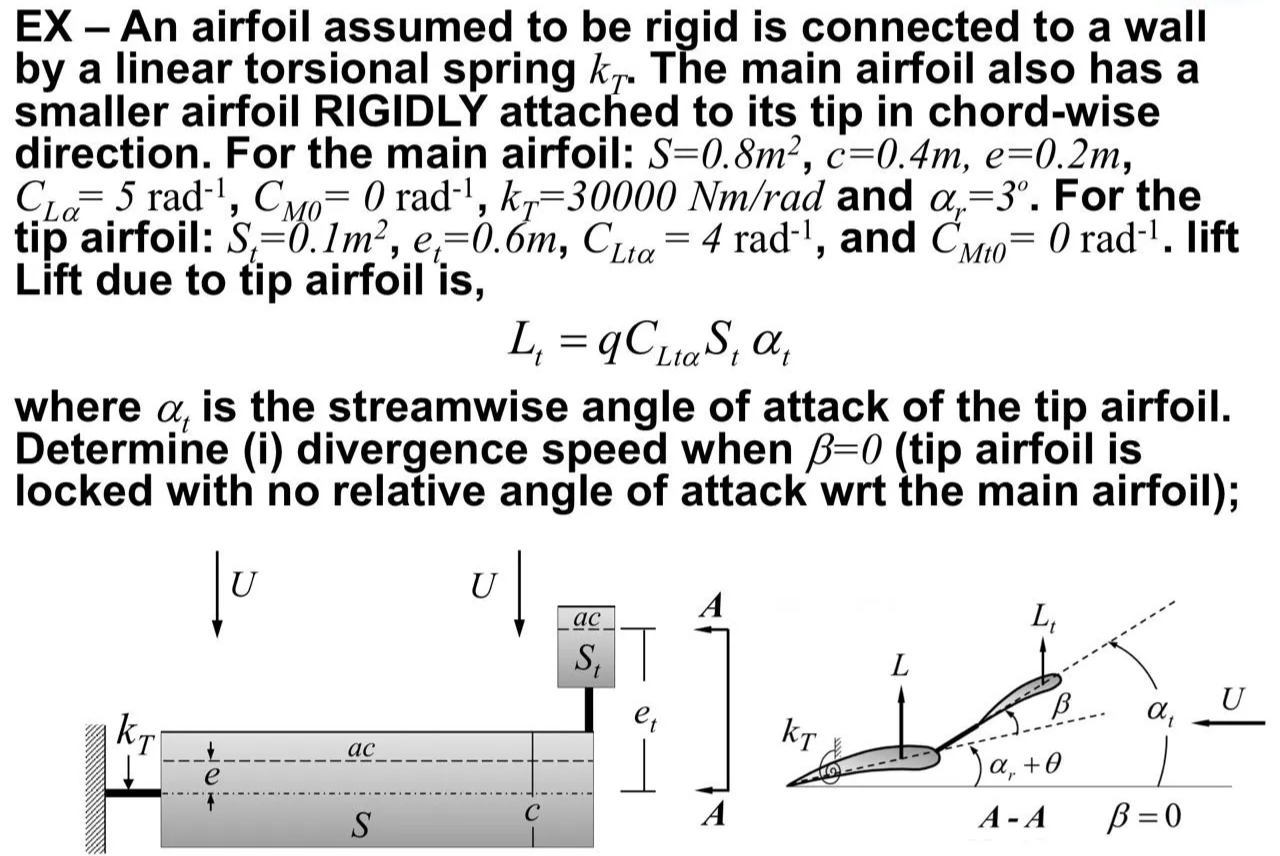 EX – An airfoil assumed to be rigid is connected to a wall
by a linear torsional spring k_T. The main airfoil also has a
smaller airfoil RIGIDLY attached to its tip in chord-wise
direction. For the main airfoil: S=0.8m², c=0.4m, e=0.2m,
C_Lα= 5 rad⁻¹, C_M0= 0 rad⁻¹, k_T=30000 Nm/rad and α_r=3°. For the
tip airfoil: S_t=0.1m², e_t=0.6m, C_Ltα = 4 rad⁻¹, and C_Mt0= 0 rad⁻¹. lift
Lift due to tip airfoil is,
L_t = qC_LtαS_t α_t
where α_t is the streamwise angle of attack of the tip airfoil.
Determine (i) divergence speed when β=0 (tip airfoil is
locked with no relative angle of attack wrt the main airfoil);
U
U
ac
S_t
e_t
k_T
ac
e
S
c
A
A
L_t
L
β
α_t
U
k_T
α_r +θ
A - A
β = 0